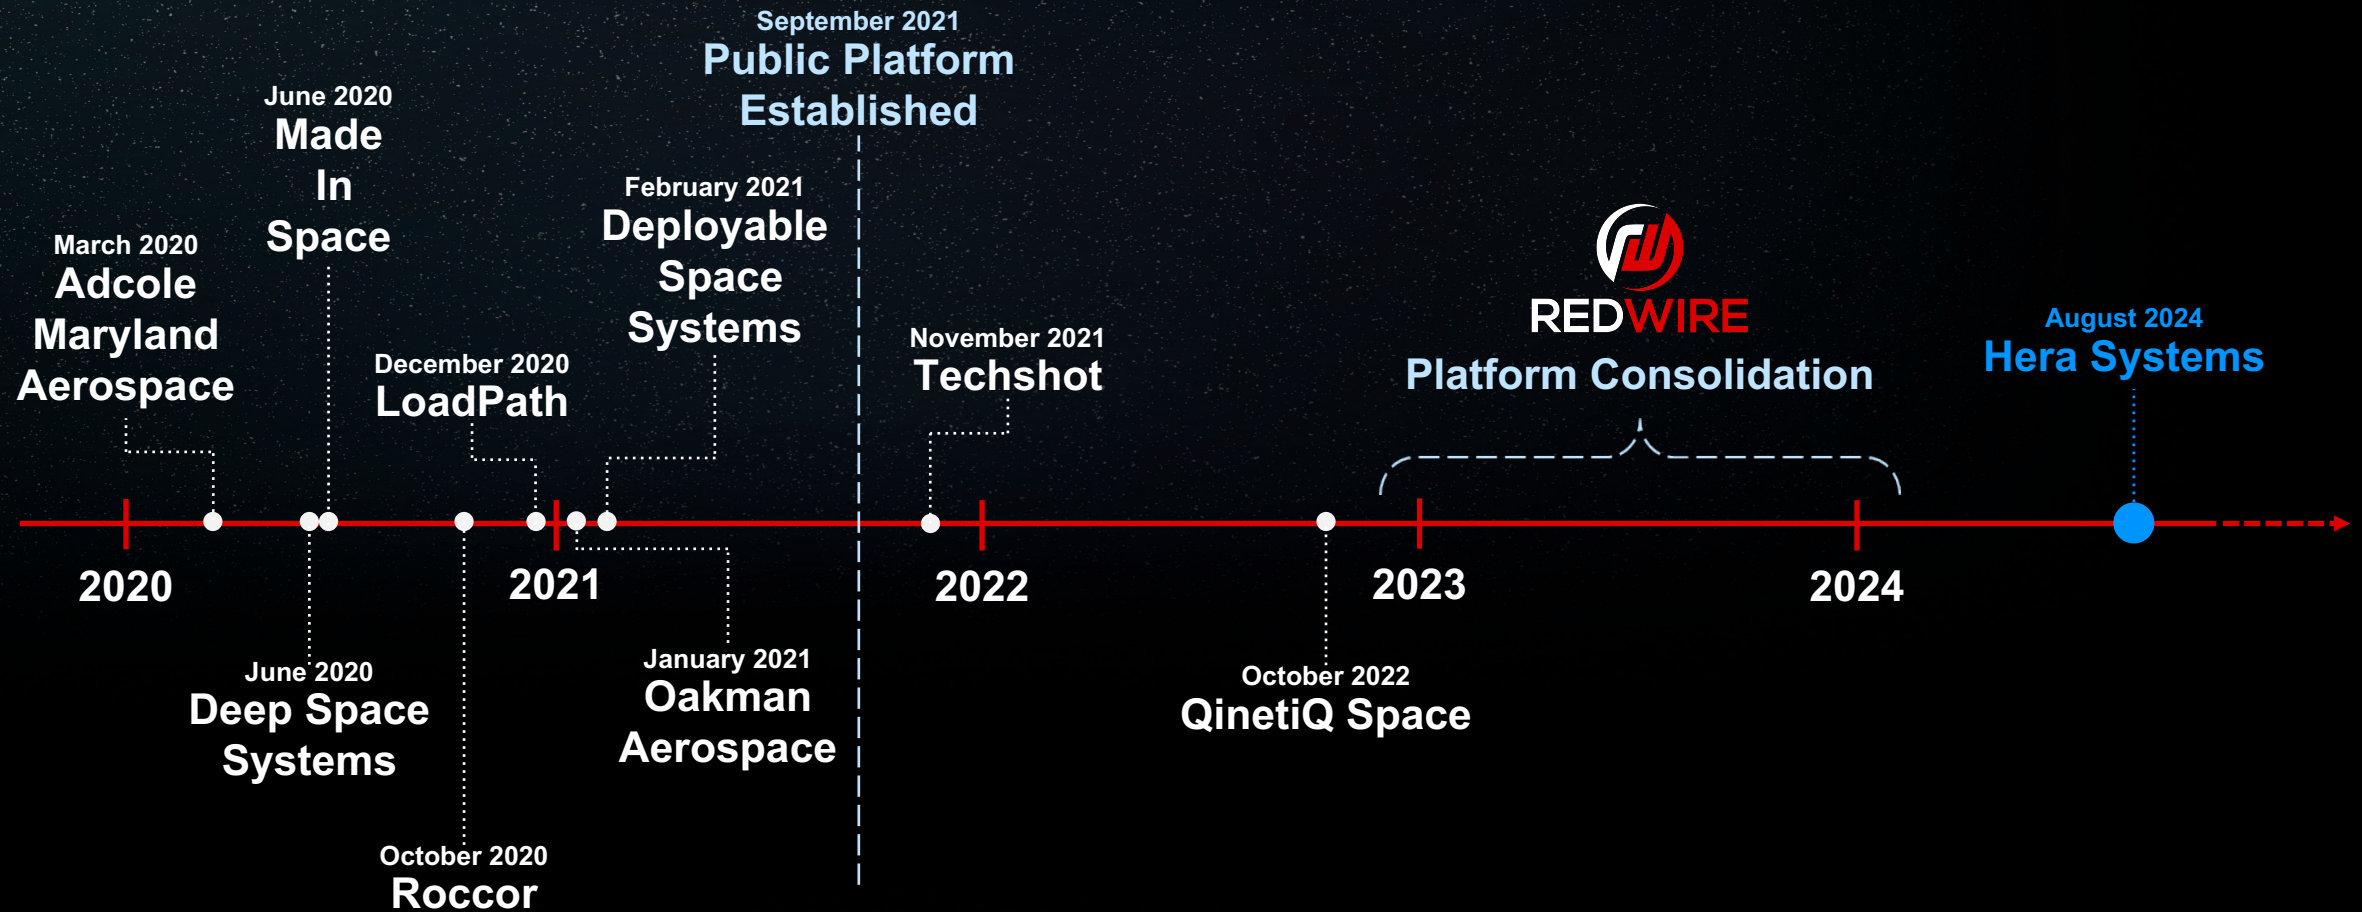 September 2021
Public Platform
Established
June 2020
Made
In
Space
February 2021
Deployable
Space
Systems
March 2020
Adcole
Maryland
Aerospace
December 2020
LoadPath
November 2021
Techshot
REDWIRE
Platform Consolidation
August 2024
Hera Systems
2020
2021
2022
2023
2024
June 2020
Deep Space
Systems
January 2021
Oakman
Aerospace
October 2022
QinetiQ Space
October 2020
Roccor